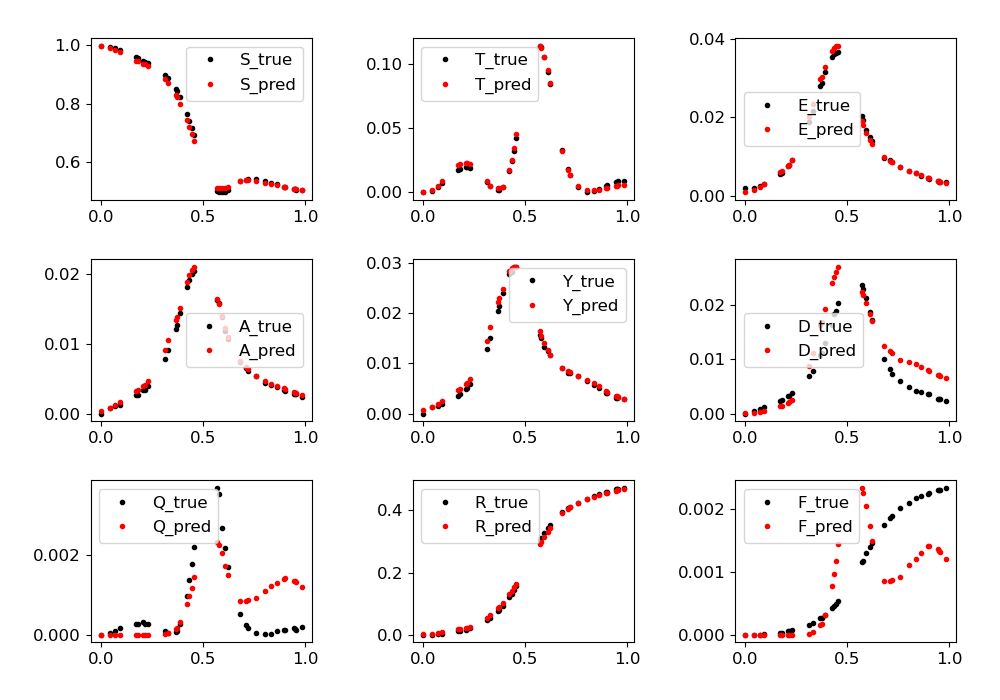 1.0
0.8
0.6
0.0 0.5 1.0
S_true
S_pred
0.10
0.05
0.00
0.0 0.5 1.0
T_true
T_pred
0.04
0.02
0.00
0.0 0.5 1.0
E_true
E_pred
0.02
0.01
0.00
0.0 0.5 1.0
A_true
A_pred
0.03
0.02
0.01
0.00
0.0 0.5 1.0
Y_true
Y_pred
0.02
0.01
0.00
0.0 0.5 1.0
D_true
D_pred
0.002
0.000
0.0 0.5 1.0
Q_true
Q_pred
0.4
0.2
0.0
0.0 0.5 1.0
R_true
R_pred
0.002
0.001
0.000
0.0 0.5 1.0
F_true
F_pred